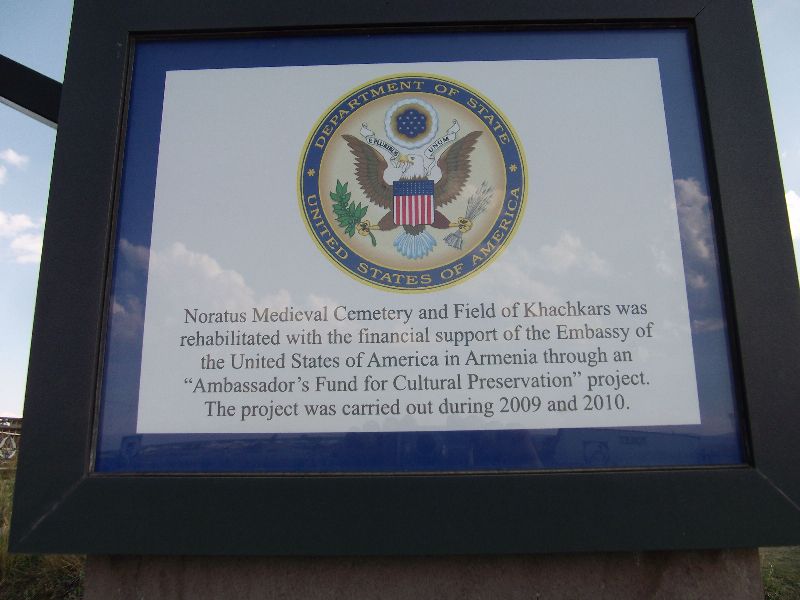 DEPARTMENT OF STATE
E PLURIBUS UNUM
UNITED STATES OF AMERICA
Noratus Medieval Cemetery and Field of Khachkars was
rehabilitated with the financial support of the Embassy of
the United States of America in Armenia through an
“Ambassador’s Fund for Cultural Preservation” project.
The project was carried out during 2009 and 2010.